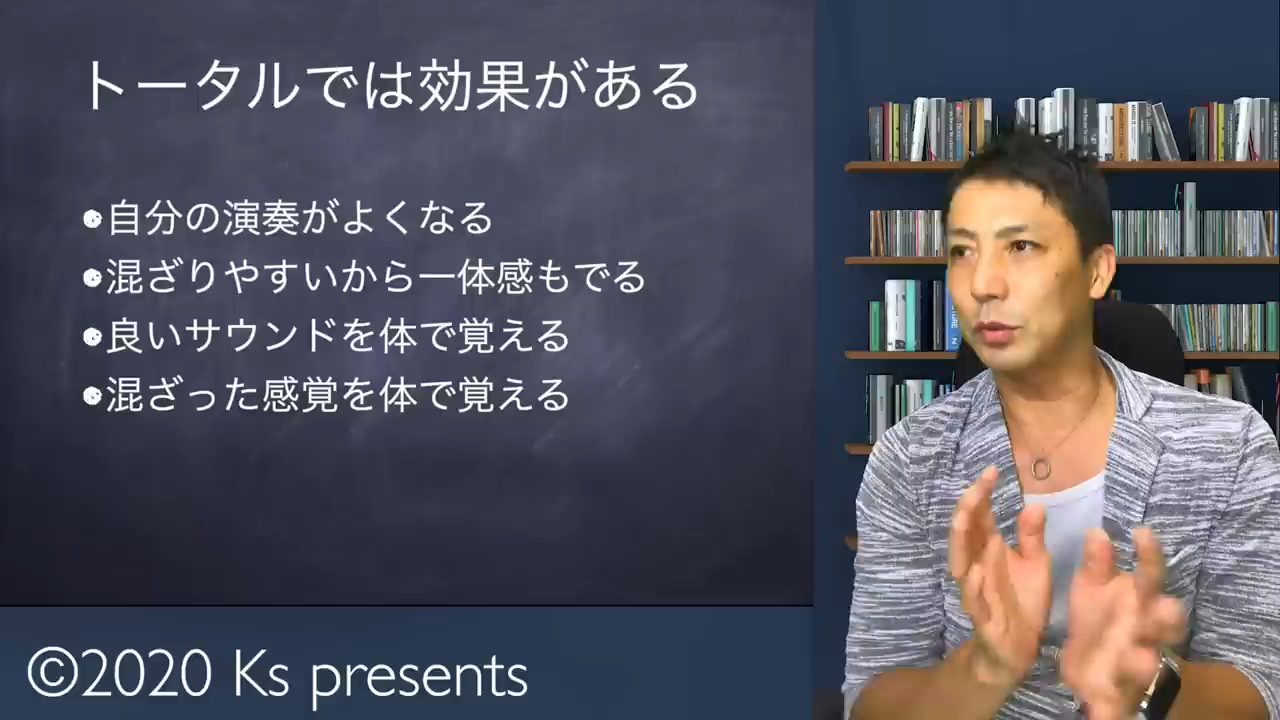 トータルでは効果がある
●自分の演奏がよくなる
●混ざりやすいから一体感もでる
●良いサウンドを体で覚える
●混ざった感覚を体で覚える
©2020 Ks presents